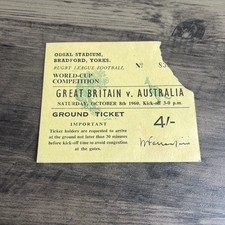 ODSAL STADIUM,
BRADFORD, YORKS.
RUGBY LEAGUE FOOTBALL
WORLD-CUP
COMPETITION
No 85
GREAT BRITAIN v. AUSTRALIA
SATURDAY, OCTOBER 8th 1960. Kick-off 3-0 p.m.
GROUND TICKET
4/-
IMPORTANT
Ticket holders are requested to arrive
at the ground not later than 30 minutes
before kick-off time to avoid congestion
at the gates.